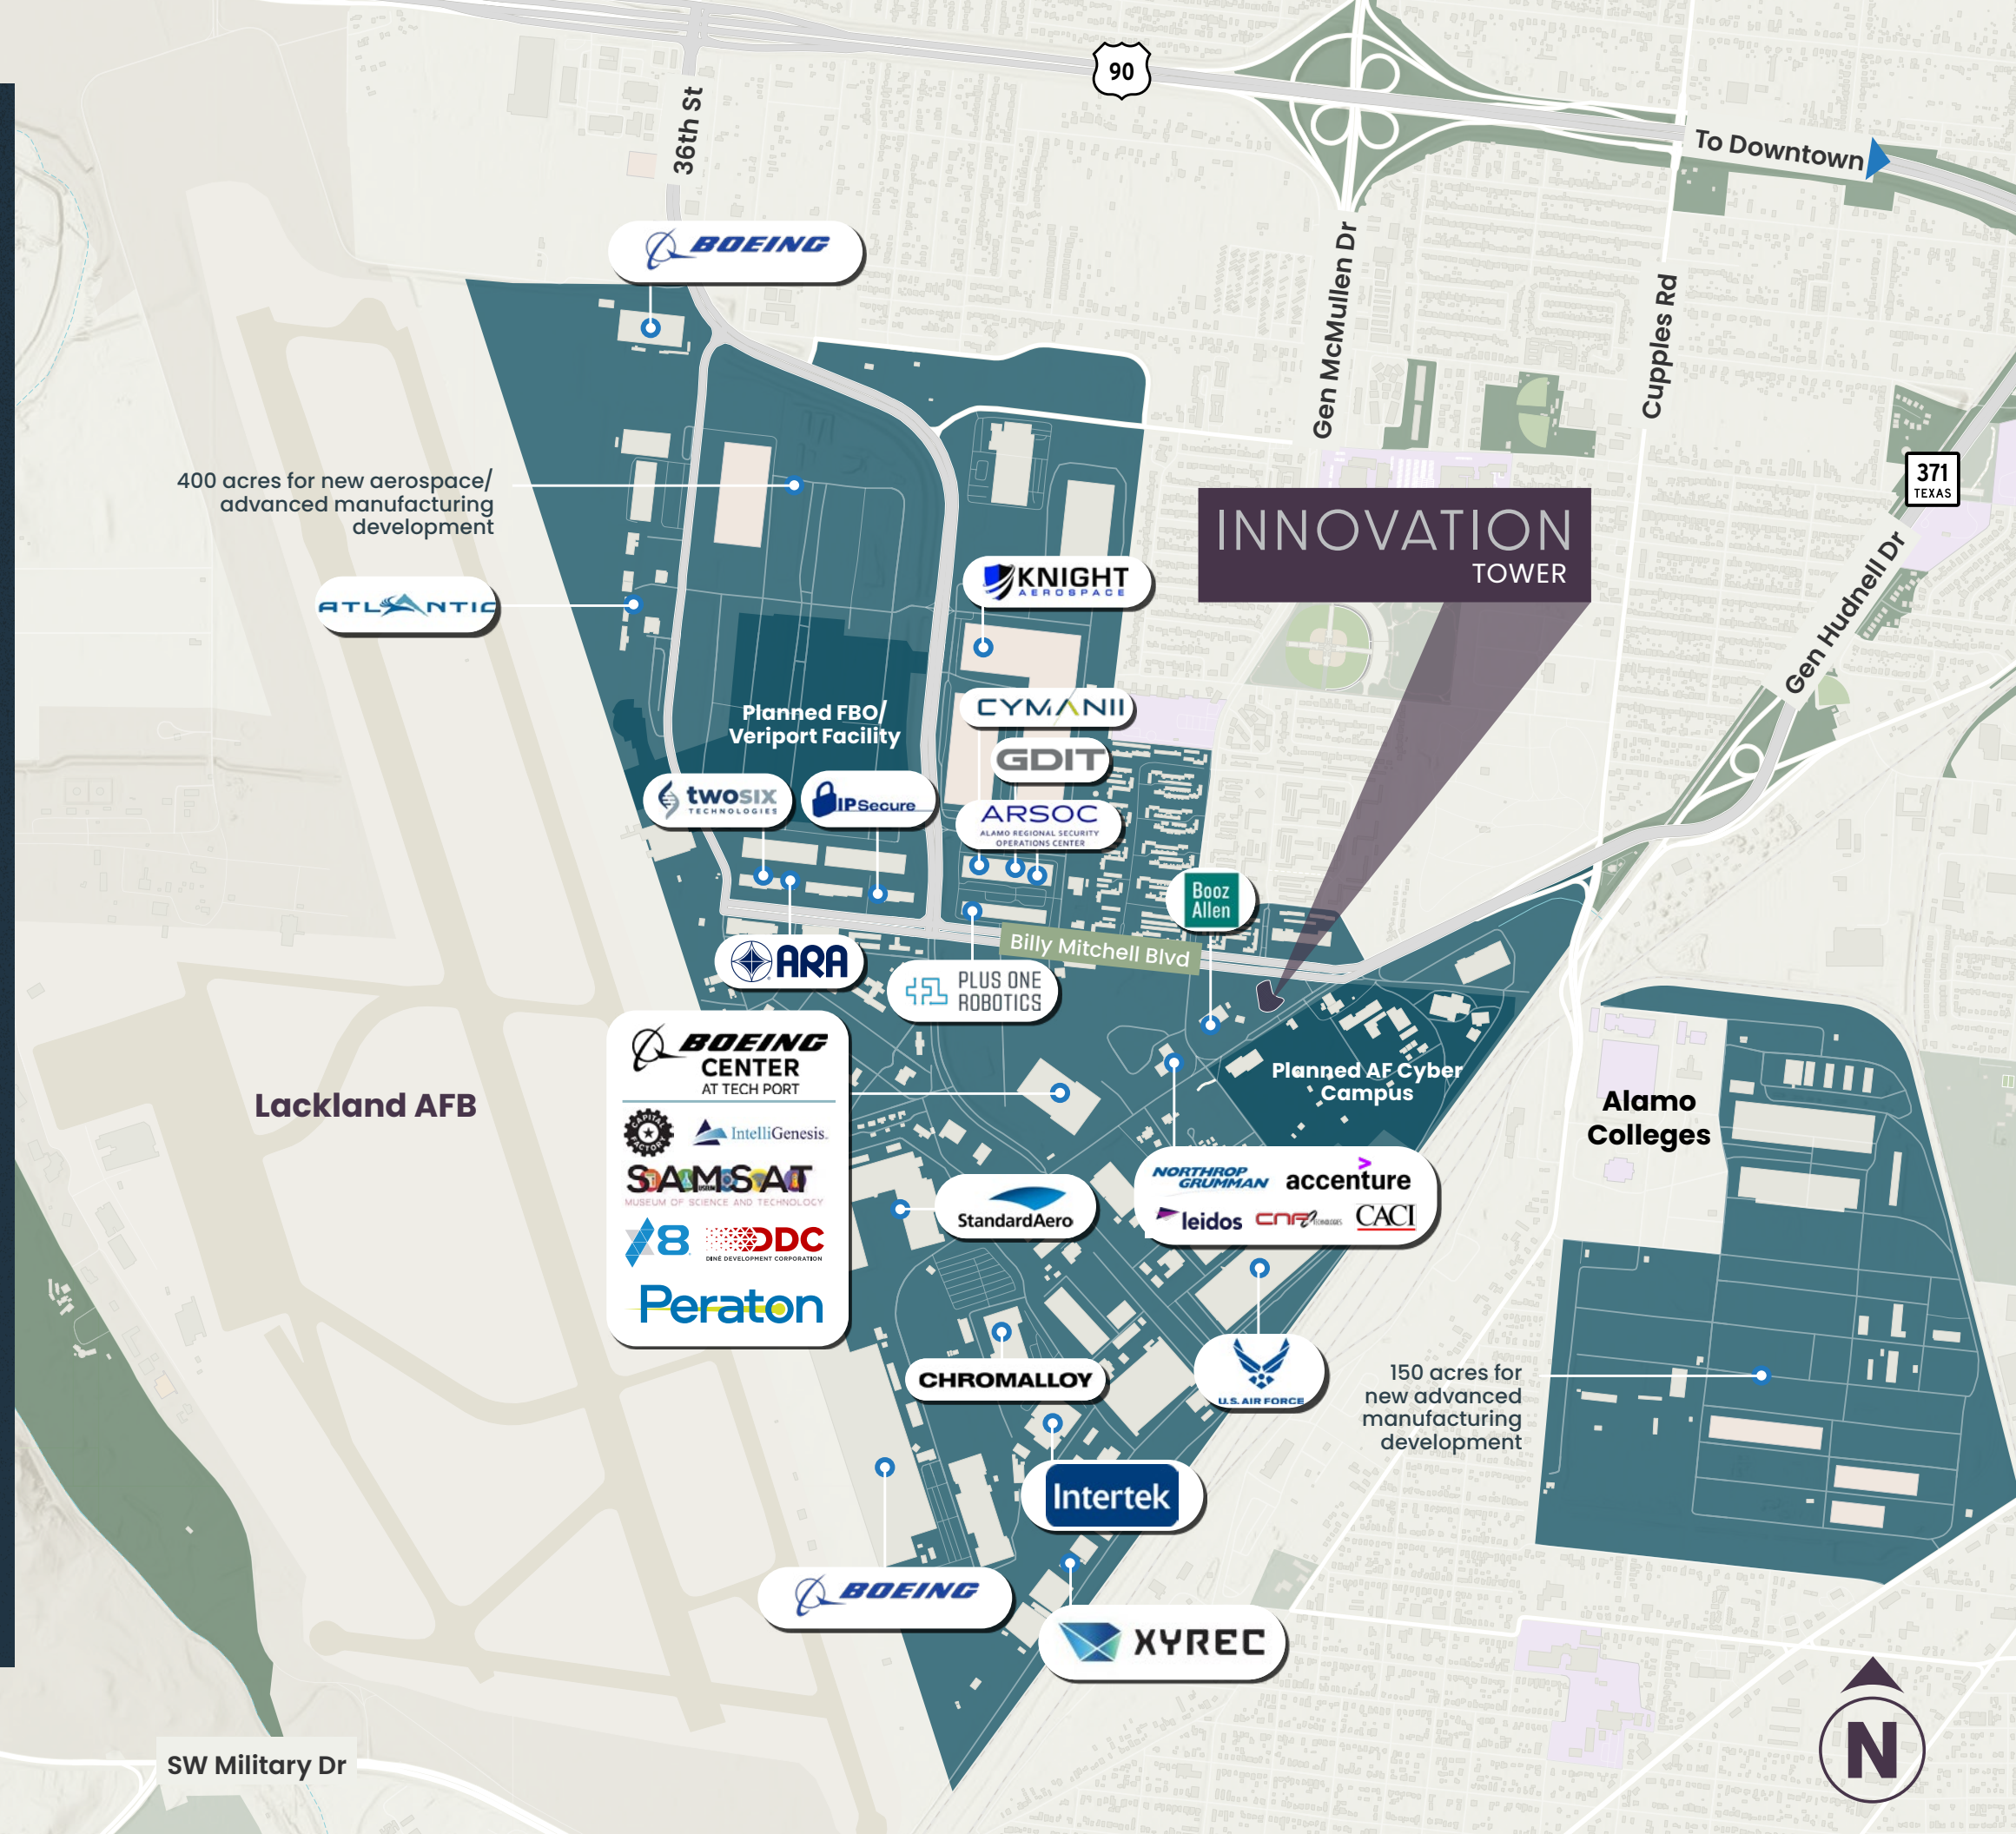 90
36th St
To Downtown
BOEING
Gen McMullen Dr
Cupples Rd
371
TEXAS
400 acres for new aerospace/
advanced manufacturing
development
INNOVATION
TOWER
Gen Hudnell Dr
KNIGHT
AEROSPACE
ATLANTIC
CYMANII
Planned FBO/
Veriport Facility
GDIT
twosix
TECHNOLOGIES
IPSecure
ARSOC
ALAMO REGIONAL SECURITY
OPERATIONS CENTER
Booz
Allen
Billy Mitchell Blvd
ARA
PLUS ONE
ROBOTICS
BOEING
CENTER
AT TECH PORT
CAPITAL
FACTORY
IntelliGenesis
SAMSAT
MUSEUM OF SCIENCE AND TECHNOLOGY
8
DDC
DINÉ DEVELOPMENT CORPORATION
Peraton
Planned AF Cyber
Campus
Lackland AFB
Alamo
Colleges
NORTHROP
GRUMMAN
accenture
leidos
CNF
TECHNOLOGIES
CACI
StandardAero
CHROMALLOY
U.S. AIR FORCE
150 acres for
new advanced
manufacturing
development
Intertek
BOEING
XYREC
SW Military Dr
N